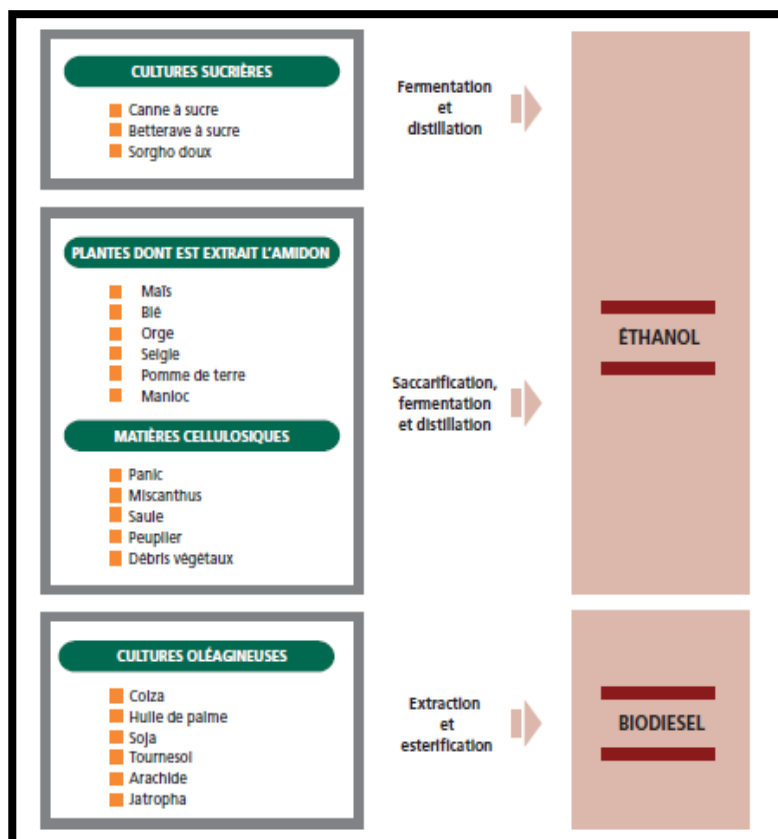 CULTURES SUCRIÈRES
Canne à sucre
Betterave à sucre
Sorgho doux
Fermentation
et
distillation
PLANTES DONT EST EXTRAIT L'AMIDON
Maïs
Blé
Orge
Seigle
Pomme de terre
Manioc
MATIÈRES CELLULOSIQUES
Panic
Miscanthus
Saule
Peuplier
Débris végétaux
Saccarification,
fermentation
et distillation
ÉTHANOL
CULTURES OLÉAGINEUSES
Colza
Huile de palme
Soja
Tournesol
Arachide
Jatropha
Extraction
et
esterification
BIODIESEL